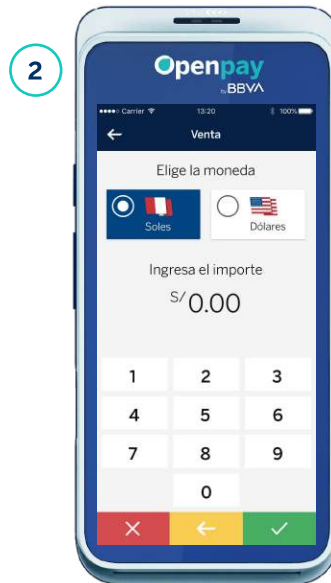 2
Openpay
by BBVA
Carrier 13:20 100%
Venta
Elige la moneda
Soles Dólares
Ingresa el importe
S/ 0.00
1 2 3
4 5 6
7 8 9
0